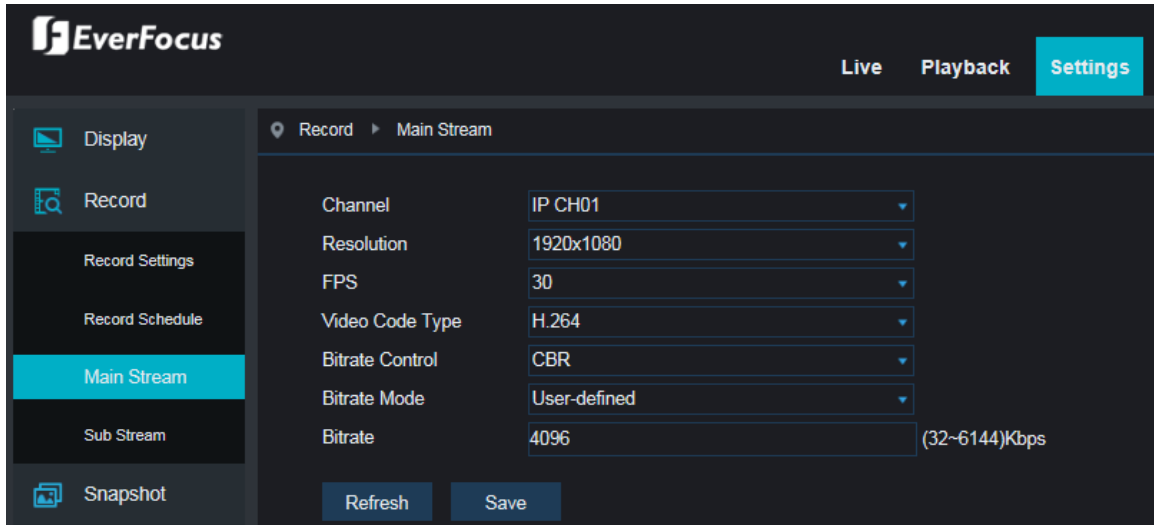 EverFocus
Live Playback Settings
Display
Record
Record Settings
Record Schedule
Main Stream
Sub Stream
Snapshot
Record Main Stream
Channel IP CH01
Resolution 1920x1080
FPS 30
Video Code Type H.264
Bitrate Control CBR
Bitrate Mode User-defined
Bitrate 4096 (32~6144)Kbps
Refresh Save